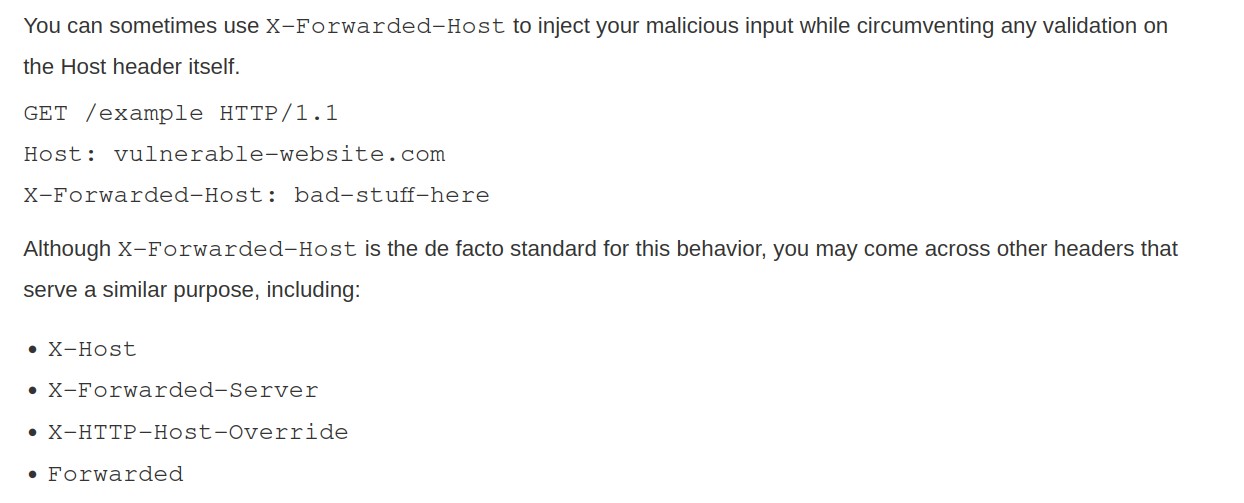 You can sometimes use X-Forwarded-Host to inject your malicious input while circumventing any validation on
the Host header itself.
GET /example HTTP/1.1
Host: vulnerable-website.com
X-Forwarded-Host: bad-stuff-here
Although X-Forwarded-Host is the de facto standard for this behavior, you may come across other headers that
serve a similar purpose, including:
• X-Host
• X-Forwarded-Server
• X-HTTP-Host-Override
• Forwarded